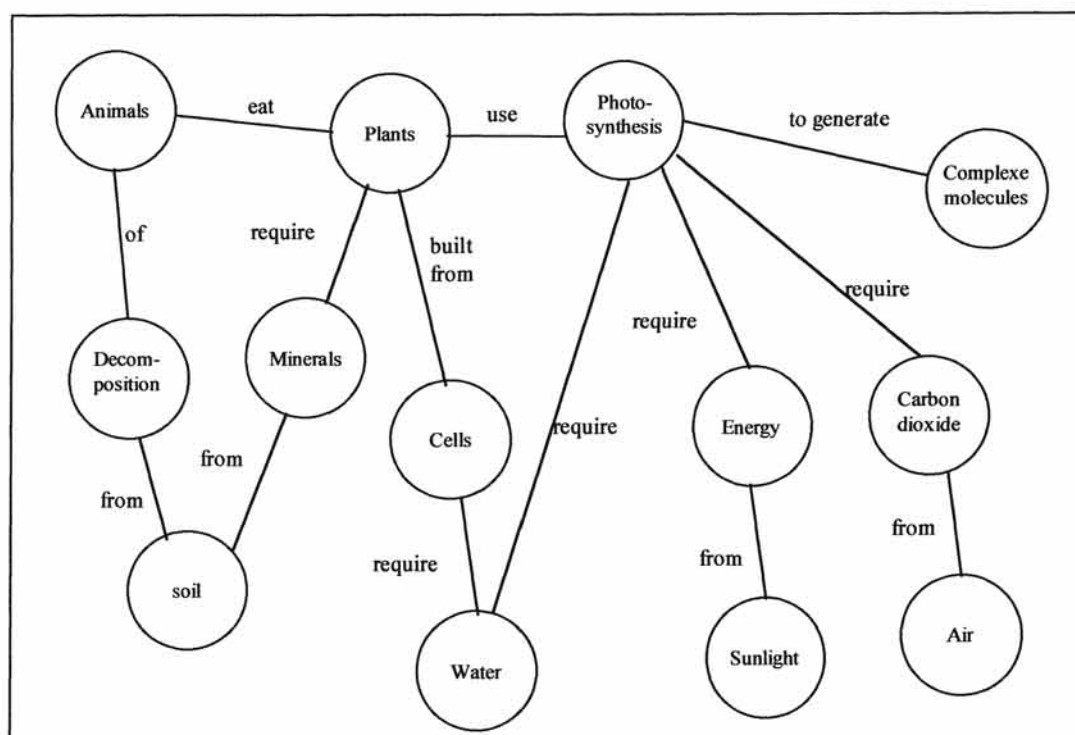 Animals
eat
Plants
use
Photo-
synthesis
to generate
Complexe
molecules
of
require
built
from
require
require
Decom-
position
Minerals
Cells
require
Energy
Carbon
dioxide
from
from
soil
require
Water
from
Sunlight
from
Air